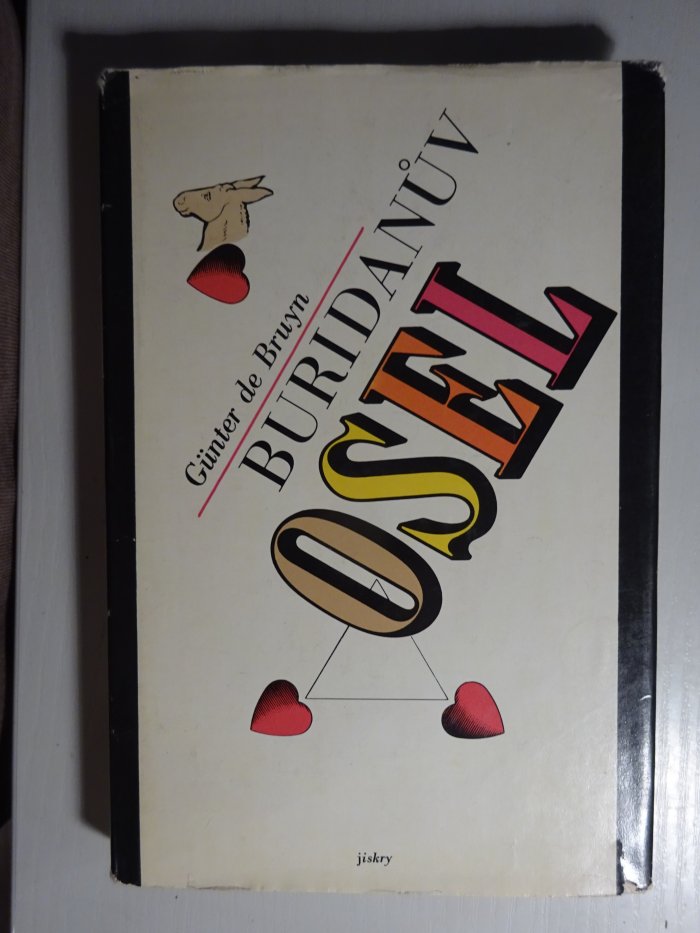 Günter de Bruyn
BURIDANŮV
OSEL
jiskry